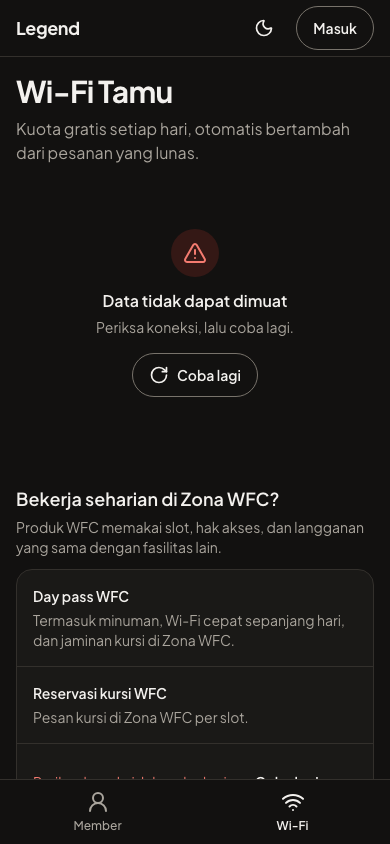 Legend
Masuk
Wi-Fi Tamu
Kuota gratis setiap hari, otomatis bertambah
dari pesanan yang lunas.
Data tidak dapat dimuat
Periksa koneksi, lalu coba lagi.
Coba lagi
Bekerja seharian di Zona WFC?
Produk WFC memakai slot, hak akses, dan langganan
yang sama dengan fasilitas lain.
Day pass WFC
Termasuk minuman, Wi-Fi cepat sepanjang hari,
dan jaminan kursi di Zona WFC.
Reservasi kursi WFC
Pesan kursi di Zona WFC per slot.
Member
Wi-Fi